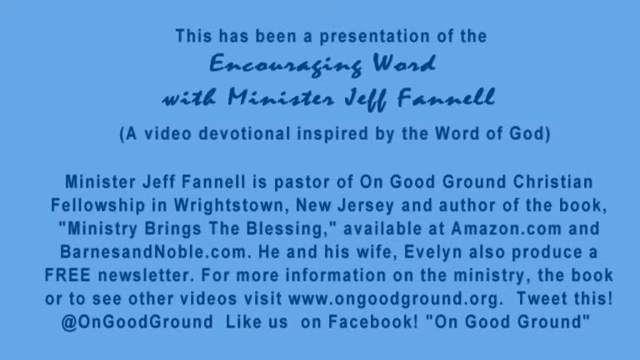 This has been a presentation of the
Encouraging Word
with Minister Jeff Fannell
(A video devotional inspired by the Word of God)
Minister Jeff Fannell is pastor of On Good Ground Christian
Fellowship in Wrightstown, New Jersey and author of the book,
"Ministry Brings The Blessing," available at Amazon.com and
BarnesandNoble.com. He and his wife, Evelyn also produce a
FREE newsletter. For more information on the ministry, the book
or to see other videos visit www.ongoodground.org. Tweet this!
@OnGoodGround Like us on Facebook! "On Good Ground"